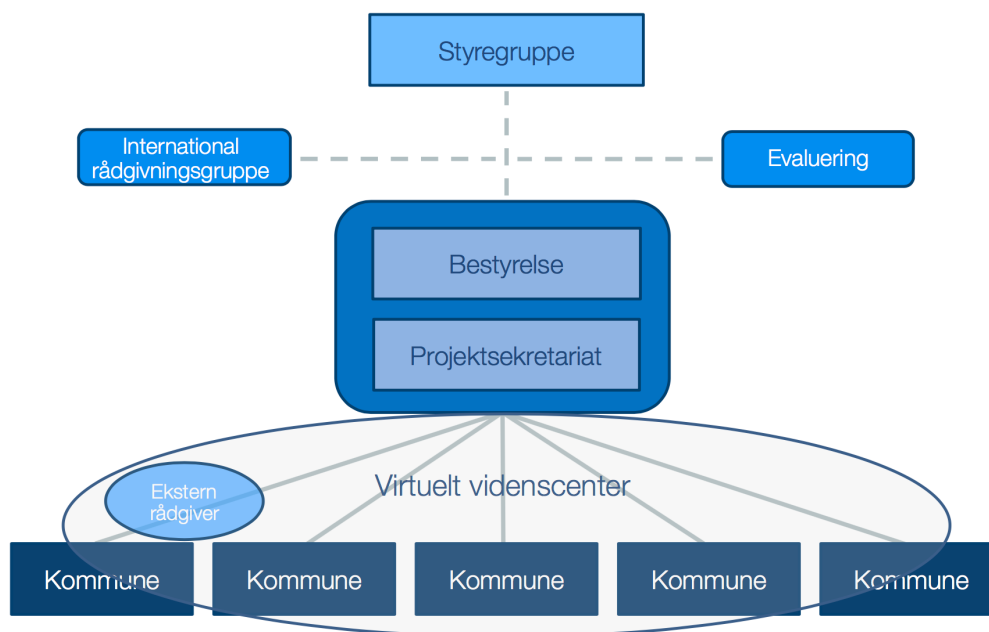 Styregruppe
International
rådgivningsgruppe
Evaluering
Bestyrelse
Projektsekretariat
Virtuelt videnscenter
Ekstern
rådgiver
Kommune
Kommune
Kommune
Kommune
Kommune